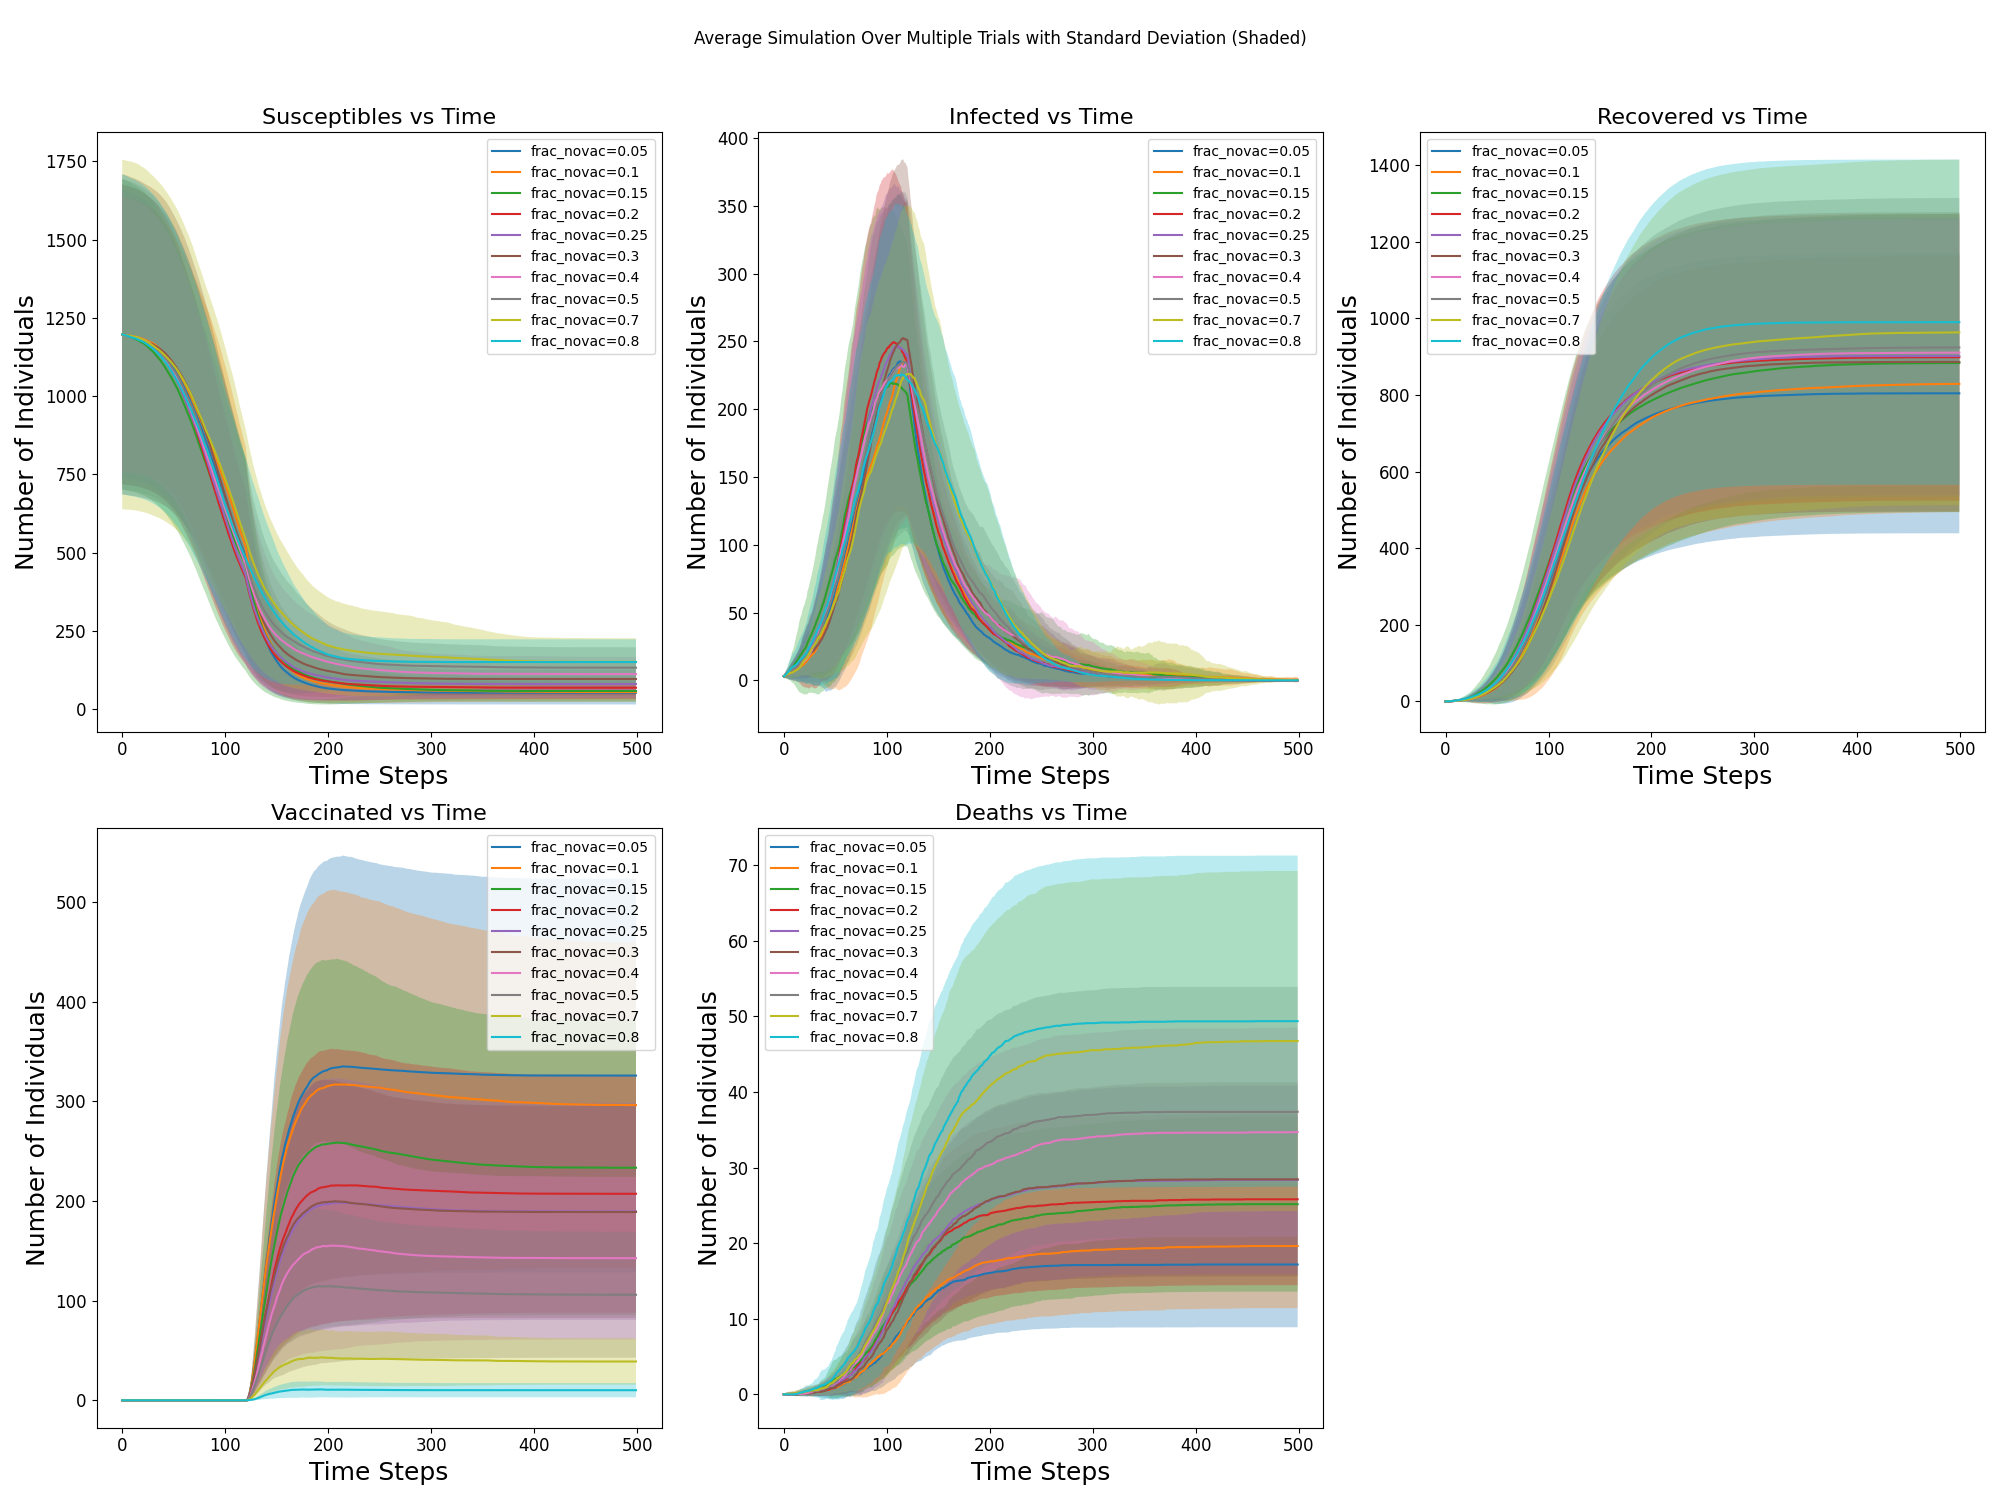 Average Simulation Over Multiple Trials with Standard Deviation (Shaded)
Susceptibles vs Time
Number of Individuals
1750
1500
1250
1000
750
500
250
0
0 100 200 300 400 500
Time Steps
frac_novac=0.05
frac_novac=0.1
frac_novac=0.15
frac_novac=0.2
frac_novac=0.25
frac_novac=0.3
frac_novac=0.4
frac_novac=0.5
frac_novac=0.7
frac_novac=0.8
Infected vs Time
Number of Individuals
400
350
300
250
200
150
100
50
0
0 100 200 300 400 500
Time Steps
frac_novac=0.05
frac_novac=0.1
frac_novac=0.15
frac_novac=0.2
frac_novac=0.25
frac_novac=0.3
frac_novac=0.4
frac_novac=0.5
frac_novac=0.7
frac_novac=0.8
Recovered vs Time
Number of Individuals
1400
1200
1000
800
600
400
200
0
0 100 200 300 400 500
Time Steps
frac_novac=0.05
frac_novac=0.1
frac_novac=0.15
frac_novac=0.2
frac_novac=0.25
frac_novac=0.3
frac_novac=0.4
frac_novac=0.5
frac_novac=0.7
frac_novac=0.8
Vaccinated vs Time
Number of Individuals
500
400
300
200
100
0
0 100 200 300 400 500
Time Steps
frac_novac=0.05
frac_novac=0.1
frac_novac=0.15
frac_novac=0.2
frac_novac=0.25
frac_novac=0.3
frac_novac=0.4
frac_novac=0.5
frac_novac=0.7
frac_novac=0.8
Deaths vs Time
Number of Individuals
70
60
50
40
30
20
10
0
0 100 200 300 400 500
Time Steps
frac_novac=0.05
frac_novac=0.1
frac_novac=0.15
frac_novac=0.2
frac_novac=0.25
frac_novac=0.3
frac_novac=0.4
frac_novac=0.5
frac_novac=0.7
frac_novac=0.8